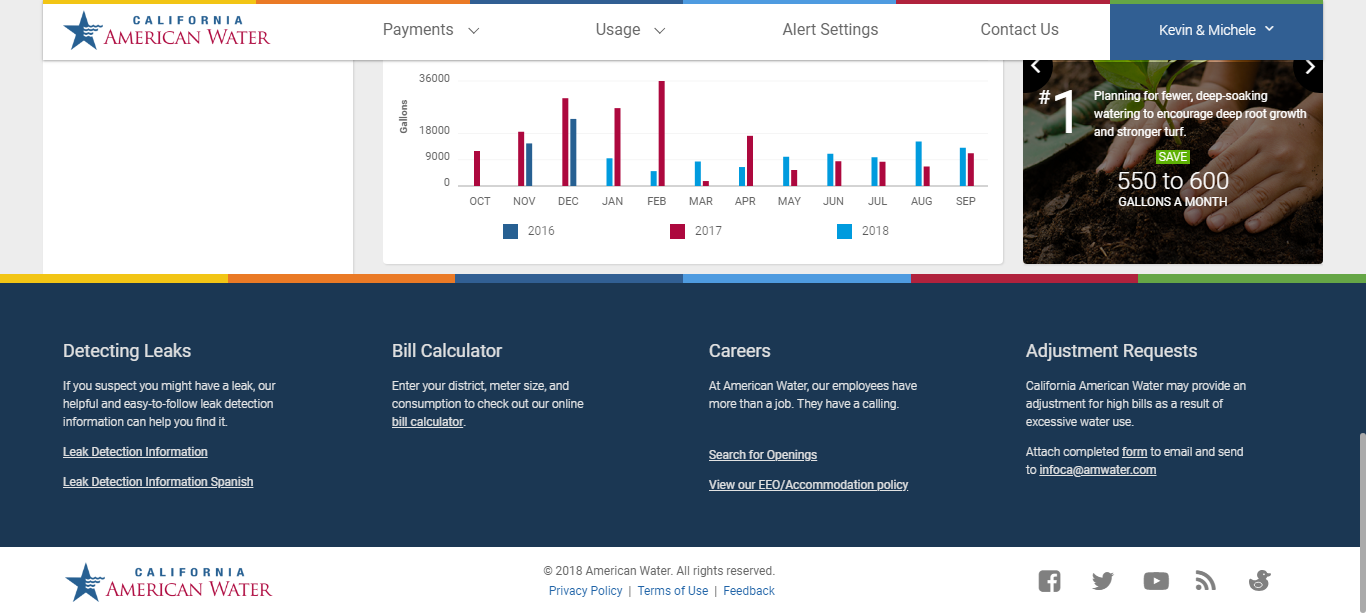 CALIFORNIA
AMERICAN WATER
Payments
Usage
Alert Settings
Contact Us
Kevin & Michele
36000
18000
9000
0
Gallons
OCT NOV DEC JAN FEB MAR APR MAY JUN JUL AUG SEP
2016 2017 2018
#1
Planning for fewer, deep-soaking
watering to encourage deep root growth
and stronger turf.
SAVE
550 to 600
GALLONS A MONTH
Detecting Leaks
If you suspect you might have a leak, our
helpful and easy-to-follow leak detection
information can help you find it.
Leak Detection Information
Leak Detection Information Spanish
Bill Calculator
Enter your district, meter size, and
consumption to check out our online
bill calculator.
Careers
At American Water, our employees have
more than a job. They have a calling.
Search for Openings
View our EEO/Accommodation policy
Adjustment Requests
California American Water may provide an
adjustment for high bills as a result of
excessive water use.
Attach completed form to email and send
to infoca@amwater.com
CALIFORNIA
AMERICAN WATER
© 2018 American Water. All rights reserved.
Privacy Policy | Terms of Use | Feedback